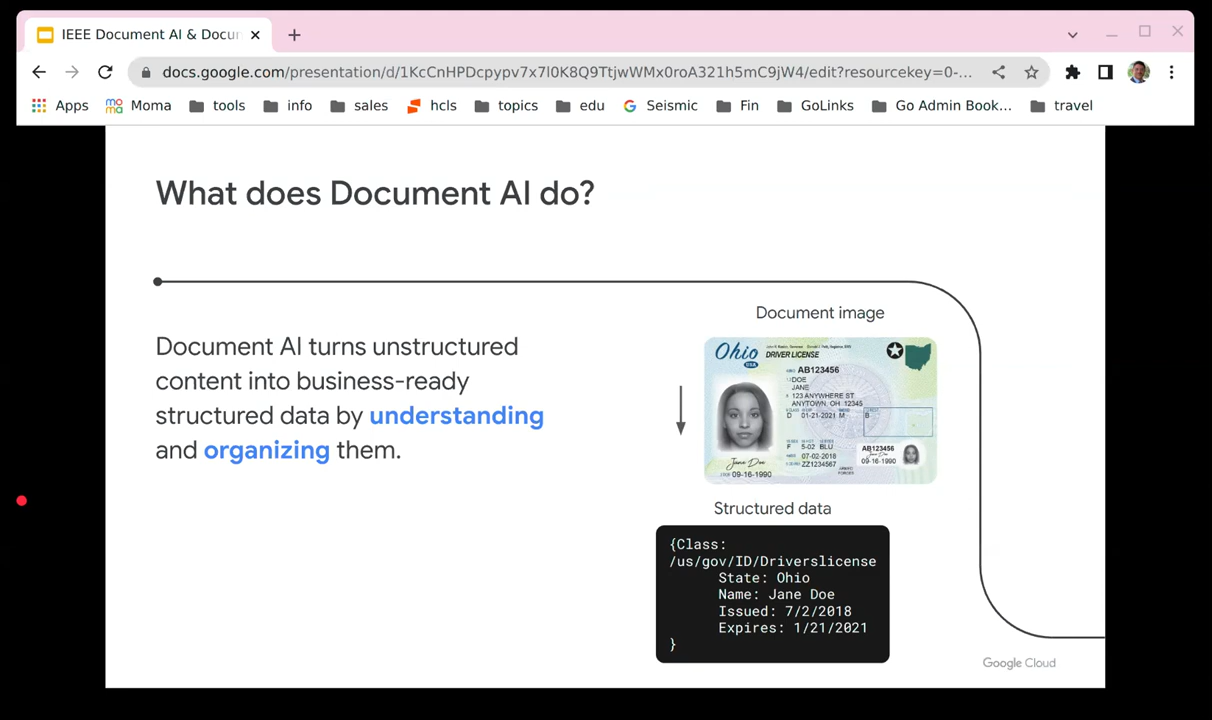 IEEE Document AI & Docu
docs.google.com/presentation/d/1KcCnHPDcpypv7x7l0K8Q9TtjwWMx0roA321h5mC9jW4/edit?resourcekey=0-...
Apps Moma tools info sales hcls topics edu Seismic Fin GoLinks Go Admin Book... travel
What does Document AI do?
Document AI turns unstructured
content into business-ready
structured data by understanding
and organizing them.
Document image
Ohio
USA
DRIVER LICENSE
AB123456
DOE
JANE
123 ANYWHERE ST.
ANYTOWN, OH 12345
D 01-21-2021 M B
F 5-02 BLU
07-02-2018
ZZ1234567
Jane Doe
09-16-1990
AB123456
09-16-1990
Structured data
{Class:
/us/gov/ID/Driverslicense
State: Ohio
Name: Jane Doe
Issued: 7/2/2018
Expires: 1/21/2021
}
Google Cloud